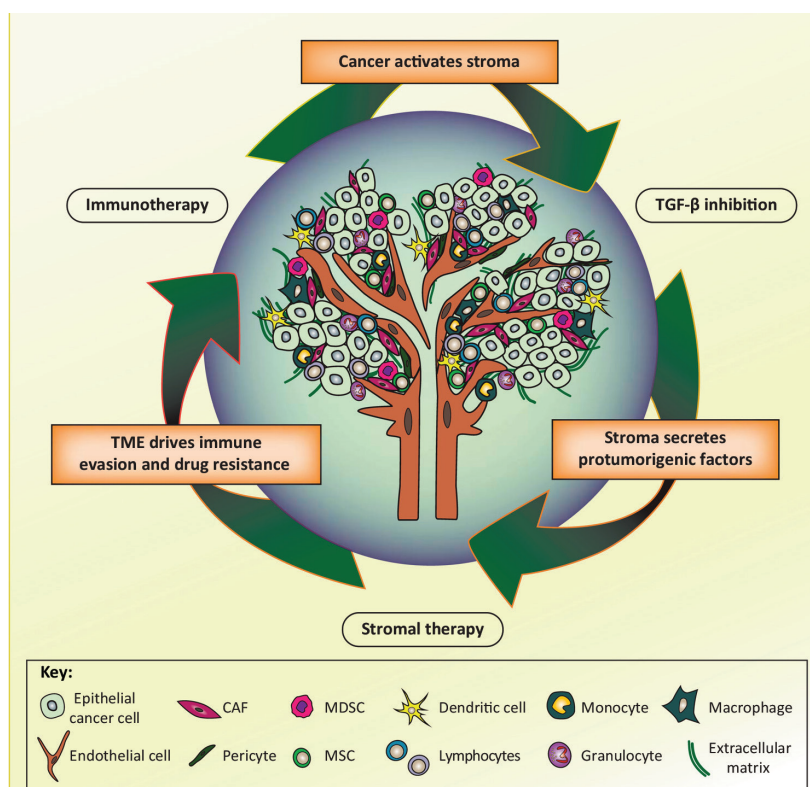 Cancer activates stroma
Immunotherapy
TGF-β inhibition
TME drives immune
evasion and drug resistance
Stroma secretes
protumorigenic factors
Stromal therapy
Key:
Epithelial
cancer cell
CAF
MDSC
Dendritic cell
Monocyte
Macrophage
Endothelial cell
Pericyte
MSC
Lymphocytes
Granulocyte
Extracellular
matrix